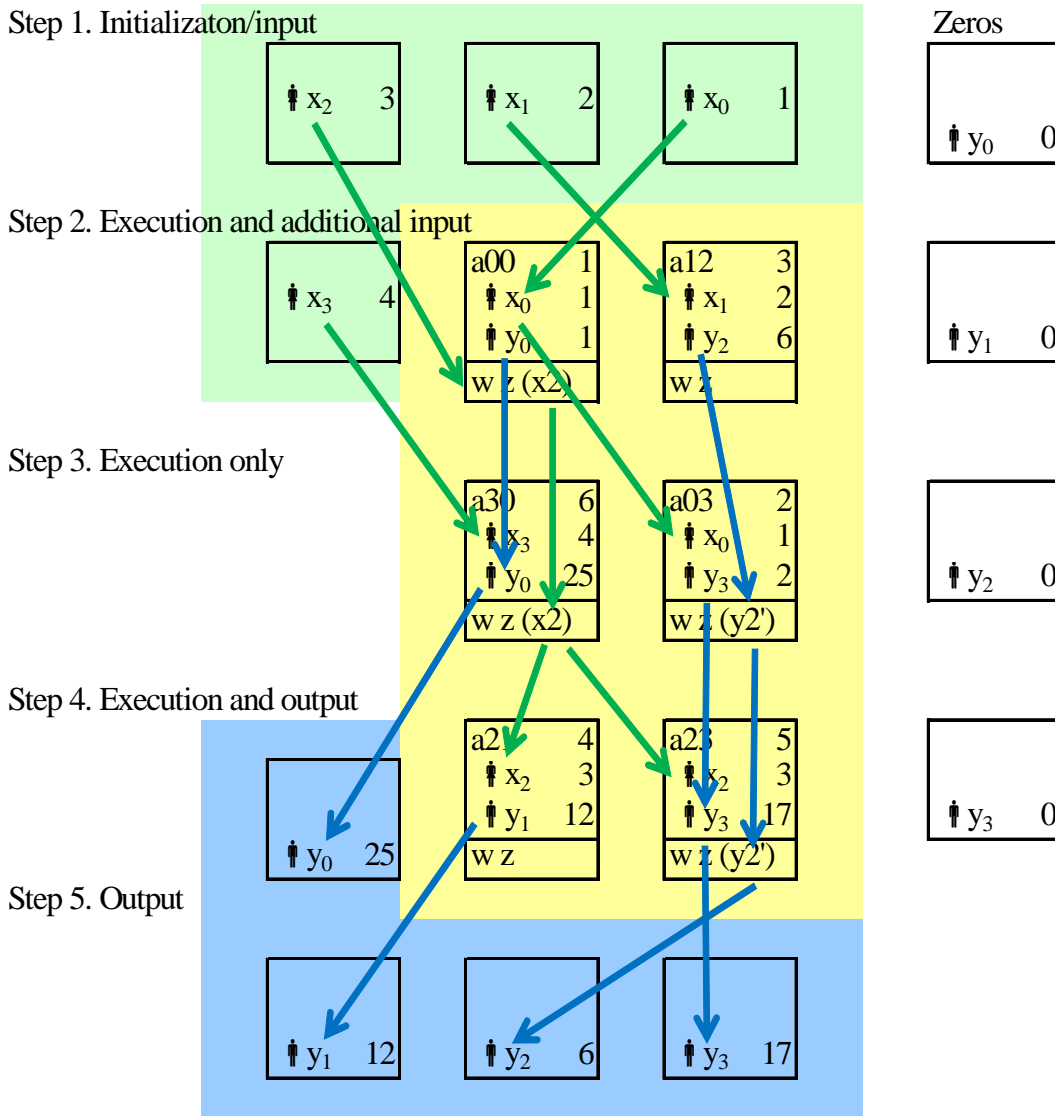 Step 1. Initializaton/input
Zeros
x₂ 3
x₁ 2
x₀ 1
y₀ 0
Step 2. Execution and additional input
x₃ 4
a00 1
x₀ 1
y₀ 1
w z (x2)
a12 3
x₁ 2
y₂ 6
w z
y₁ 0
Step 3. Execution only
a30 6
x₃ 4
y₀ 25
w z (x2)
a03 2
x₀ 1
y₃ 2
w z (y2')
y₂ 0
Step 4. Execution and output
y₀ 25
a21 4
x₂ 3
y₁ 12
w z
a23 5
x₂ 3
y₃ 17
w z (y2')
y₃ 0
Step 5. Output
y₁ 12
y₂ 6
y₃ 17